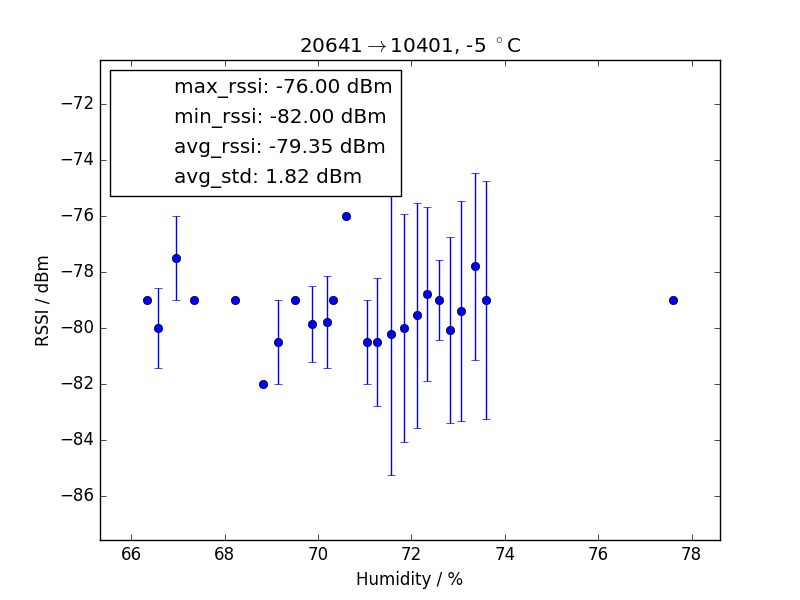 20641→10401, -5 °C
max_rssi: -76.00 dBm
min_rssi: -82.00 dBm
avg_rssi: -79.35 dBm
avg_std: 1.82 dBm
RSSI / dBm
−72
−74
−76
−78
−80
−82
−84
−86
66 68 70 72 74 76 78
Humidity / %